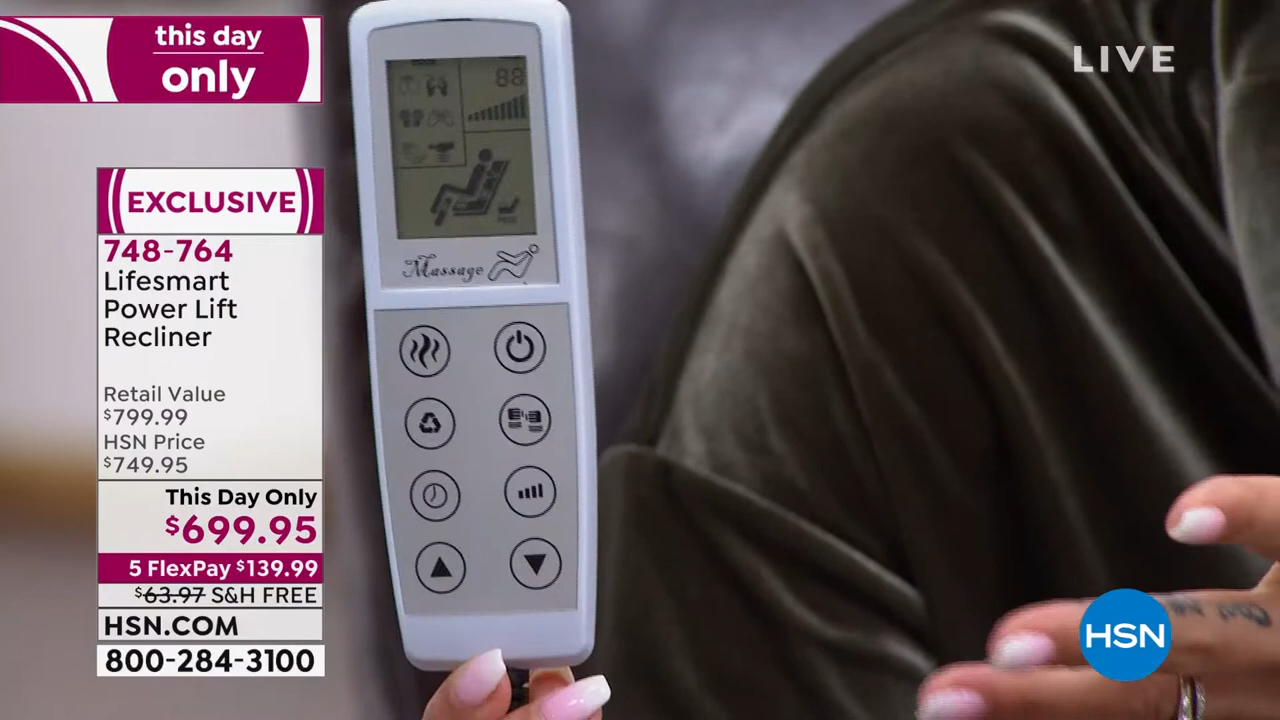 this day
only
LIVE
EXCLUSIVE
748-764
Lifesmart
Power Lift
Recliner
Retail Value
$799.99
HSN Price
$749.95
This Day Only
$699.95
5 FlexPay $139.99
$63.97 S&H FREE
HSN.COM
800-284-3100
88
Massage
HSN